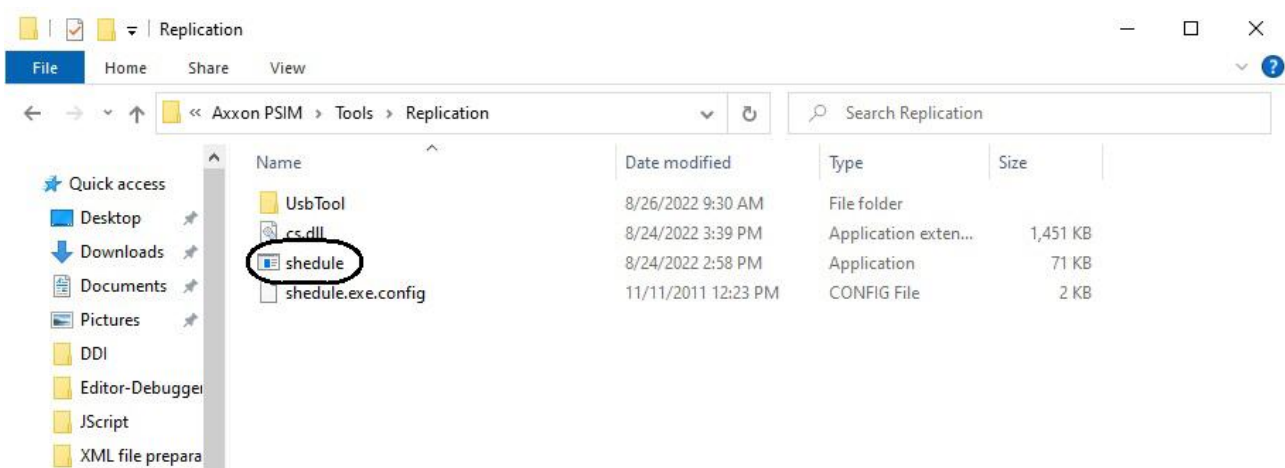 Replication
File Home Share View
« Axxon PSIM › Tools › Replication Search Replication
Name Date modified Type Size
Quick access
UsbTool 8/26/2022 9:30 AM File folder
Desktop
cs.dll 8/24/2022 3:39 PM Application exten... 1,451 KB
Downloads
shedule 8/24/2022 2:58 PM Application 71 KB
Documents
shedule.exe.config 11/11/2011 12:23 PM CONFIG File 2 KB
Pictures
DDI
Editor-Debugger
JScript
XML file prepara